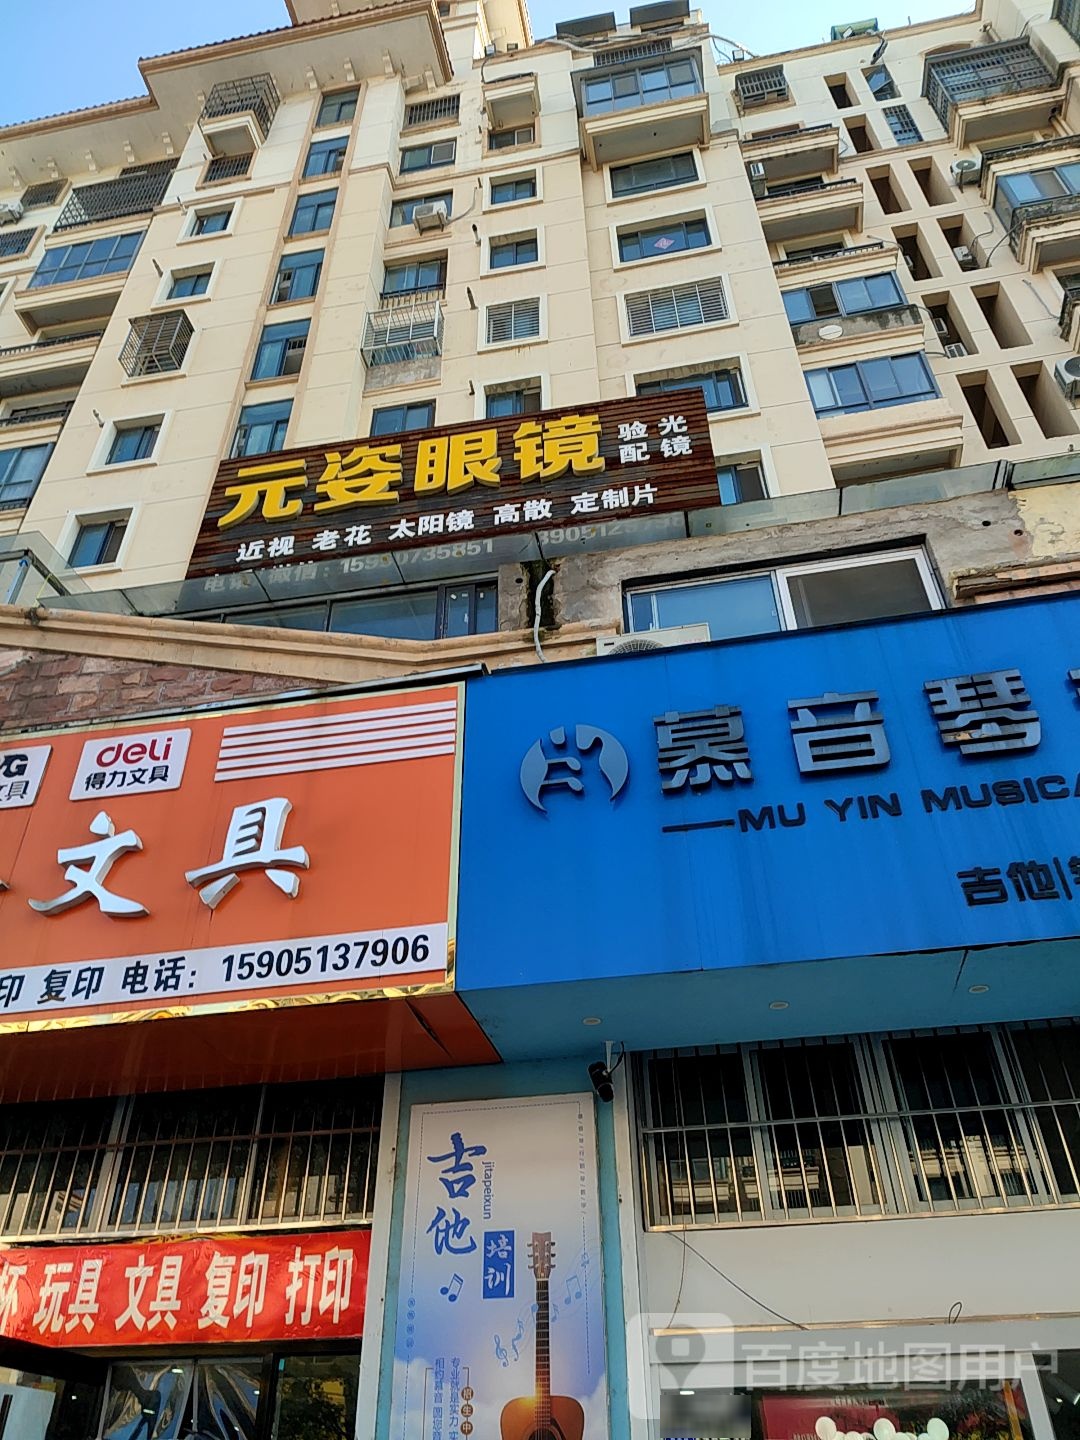 元姿眼镜 验光配镜
近视 老花 太阳镜 高散 定制片
deli
得力文具
文具
印 复印 电话：15905137906
慕音琴
MU YIN MUSICA
吉他
吉他
jitapeixun
培训
杯 玩具 文具 复印 打印
百度地图用户